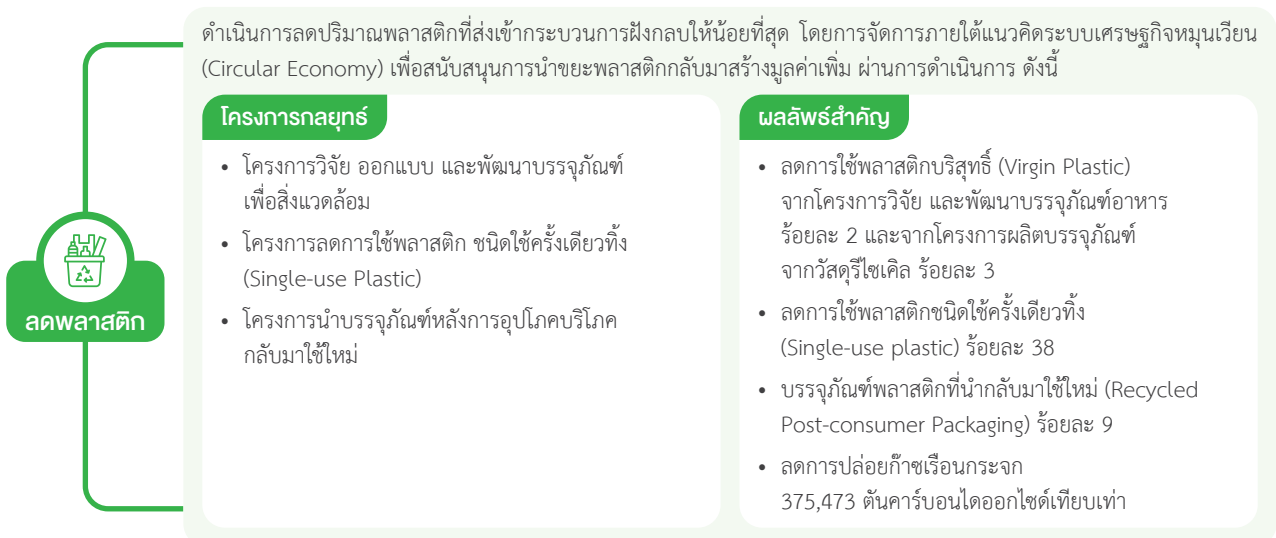 ดำเนินการลดปริมาณพลาสติกที่ส่งเข้ากระบวนการฝังกลบให้น้อยที่สุด โดยการจัดการภายใต้แนวคิดระบบเศรษฐกิจหมุนเวียน
(Circular Economy) เพื่อสนับสนุนการนำขยะพลาสติกกลับมาสร้างมูลค่าเพิ่ม ผ่านการดำเนินการ ดังนี้
ลดพลาสติก
โครงการกลยุทธ์
• โครงการวิจัย ออกแบบ และพัฒนาบรรจุภัณฑ์
เพื่อสิ่งแวดล้อม
• โครงการลดการใช้พลาสติก ชนิดใช้ครั้งเดียวทิ้ง
(Single-use Plastic)
• โครงการนำบรรจุภัณฑ์หลังการอุปโภคบริโภค
กลับมาใช้ใหม่
ผลลัพธ์สำคัญ
• ลดการใช้พลาสติกบริสุทธิ์ (Virgin Plastic)
จากโครงการวิจัย และพัฒนาบรรจุภัณฑ์อาหาร
ร้อยละ 2 และจากโครงการผลิตบรรจุภัณฑ์
จากวัสดุรีไซเคิล ร้อยละ 3
• ลดการใช้พลาสติกชนิดใช้ครั้งเดียวทิ้ง
(Single-use plastic) ร้อยละ 38
• บรรจุภัณฑ์พลาสติกที่นำกลับมาใช้ใหม่ (Recycled
Post-consumer Packaging) ร้อยละ 9
• ลดการปล่อยก๊าซเรือนกระจก
375,473 ตันคาร์บอนไดออกไซด์เทียบเท่า